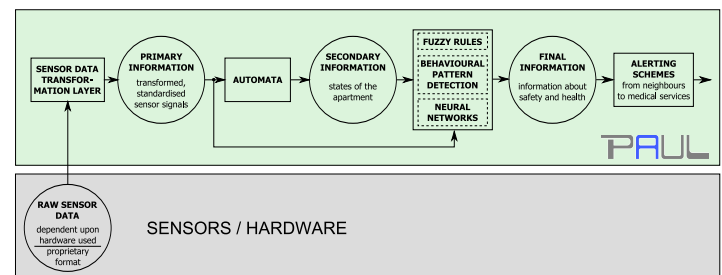 SENSOR DATA
TRANSFOR-
MATION LAYER
PRIMARY
INFORMATION
transformed,
standardised
sensor signals
AUTOMATA
SECONDARY
INFORMATION
states of the
apartment
FUZZY RULES
BEHAVIOURAL
PATTERN
DETECTION
NEURAL
NETWORKS
FINAL
INFORMATION
information about
safety and health
ALERTING
SCHEMES
from neighbours
to medical services
PAUL
RAW SENSOR
DATA
dependent upon
hardware used
proprietary
format
SENSORS / HARDWARE